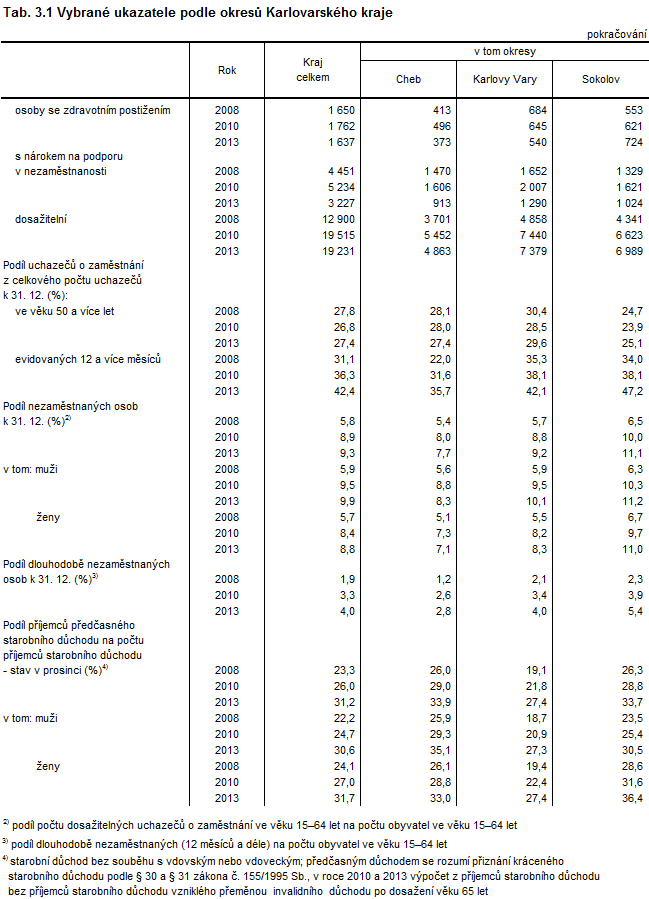 Tab. 3.1 Vybrané ukazatele podle okresů Karlovarského kraje
pokračování
Rok Kraj celkem v tom okresy
Cheb Karlovy Vary Sokolov
osoby se zdravotním postižením 2008 1 650 413 684 553
2010 1 762 496 645 621
2013 1 637 373 540 724
s nárokem na podporu
v nezaměstnanosti 2008 4 451 1 470 1 652 1 329
2010 5 234 1 606 2 007 1 621
2013 3 227 913 1 290 1 024
dosažitelní 2008 12 900 3 701 4 858 4 341
2010 19 515 5 452 7 440 6 623
2013 19 231 4 863 7 379 6 989
Podíl uchazečů o zaměstnání
z celkového počtu uchazečů
k 31. 12. (%):
ve věku 50 a více let 2008 27,8 28,1 30,4 24,7
2010 26,8 28,0 28,5 23,9
2013 27,4 27,4 29,6 25,1
evidovaných 12 a více měsíců 2008 31,1 22,0 35,3 34,0
2010 36,3 31,6 38,1 38,1
2013 42,4 35,7 42,1 47,2
Podíl nezaměstnaných osob
k 31. 12. (%)2) 2008 5,8 5,4 5,7 6,5
2010 8,9 8,0 8,8 10,0
2013 9,3 7,7 9,2 11,1
v tom: muži 2008 5,9 5,6 5,9 6,3
2010 9,5 8,8 9,5 10,3
2013 9,9 8,3 10,1 11,2
ženy 2008 5,7 5,1 5,5 6,7
2010 8,4 7,3 8,2 9,7
2013 8,8 7,1 8,3 11,0
Podíl dlouhodobě nezaměstnaných
osob k 31. 12. (%)3) 2008 1,9 1,2 2,1 2,3
2010 3,3 2,6 3,4 3,9
2013 4,0 2,8 4,0 5,4
Podíl příjemců předčasného
starobního důchodu na počtu
příjemců starobního důchodu
- stav v prosinci (%)4) 2008 23,3 26,0 19,1 26,3
2010 26,0 29,0 21,8 28,8
2013 31,2 33,9 27,4 33,7
v tom: muži 2008 22,2 25,9 18,7 23,5
2010 24,7 29,3 20,9 25,4
2013 30,6 35,1 27,3 30,5
ženy 2008 24,1 26,1 19,4 28,6
2010 27,0 28,8 22,4 31,6
2013 31,7 33,0 27,4 36,4
2) podíl počtu dosažitelných uchazečů o zaměstnání ve věku 15–64 let na počtu obyvatel ve věku 15–64 let
3) podíl dlouhodobě nezaměstnaných (12 měsíců a déle) na počtu obyvatel ve věku 15–64 let
4) starobní důchod bez souběhu s vdovským nebo vdoveckým; předčasným důchodem se rozumí přiznání kráceného
starobního důchodu podle § 30 a § 31 zákona č. 155/1995 Sb., v roce 2010 a 2013 výpočet z příjemců starobního důchodu
bez příjemců starobního důchodu vzniklého přeměnou invalidního důchodu po dosažení věku 65 let